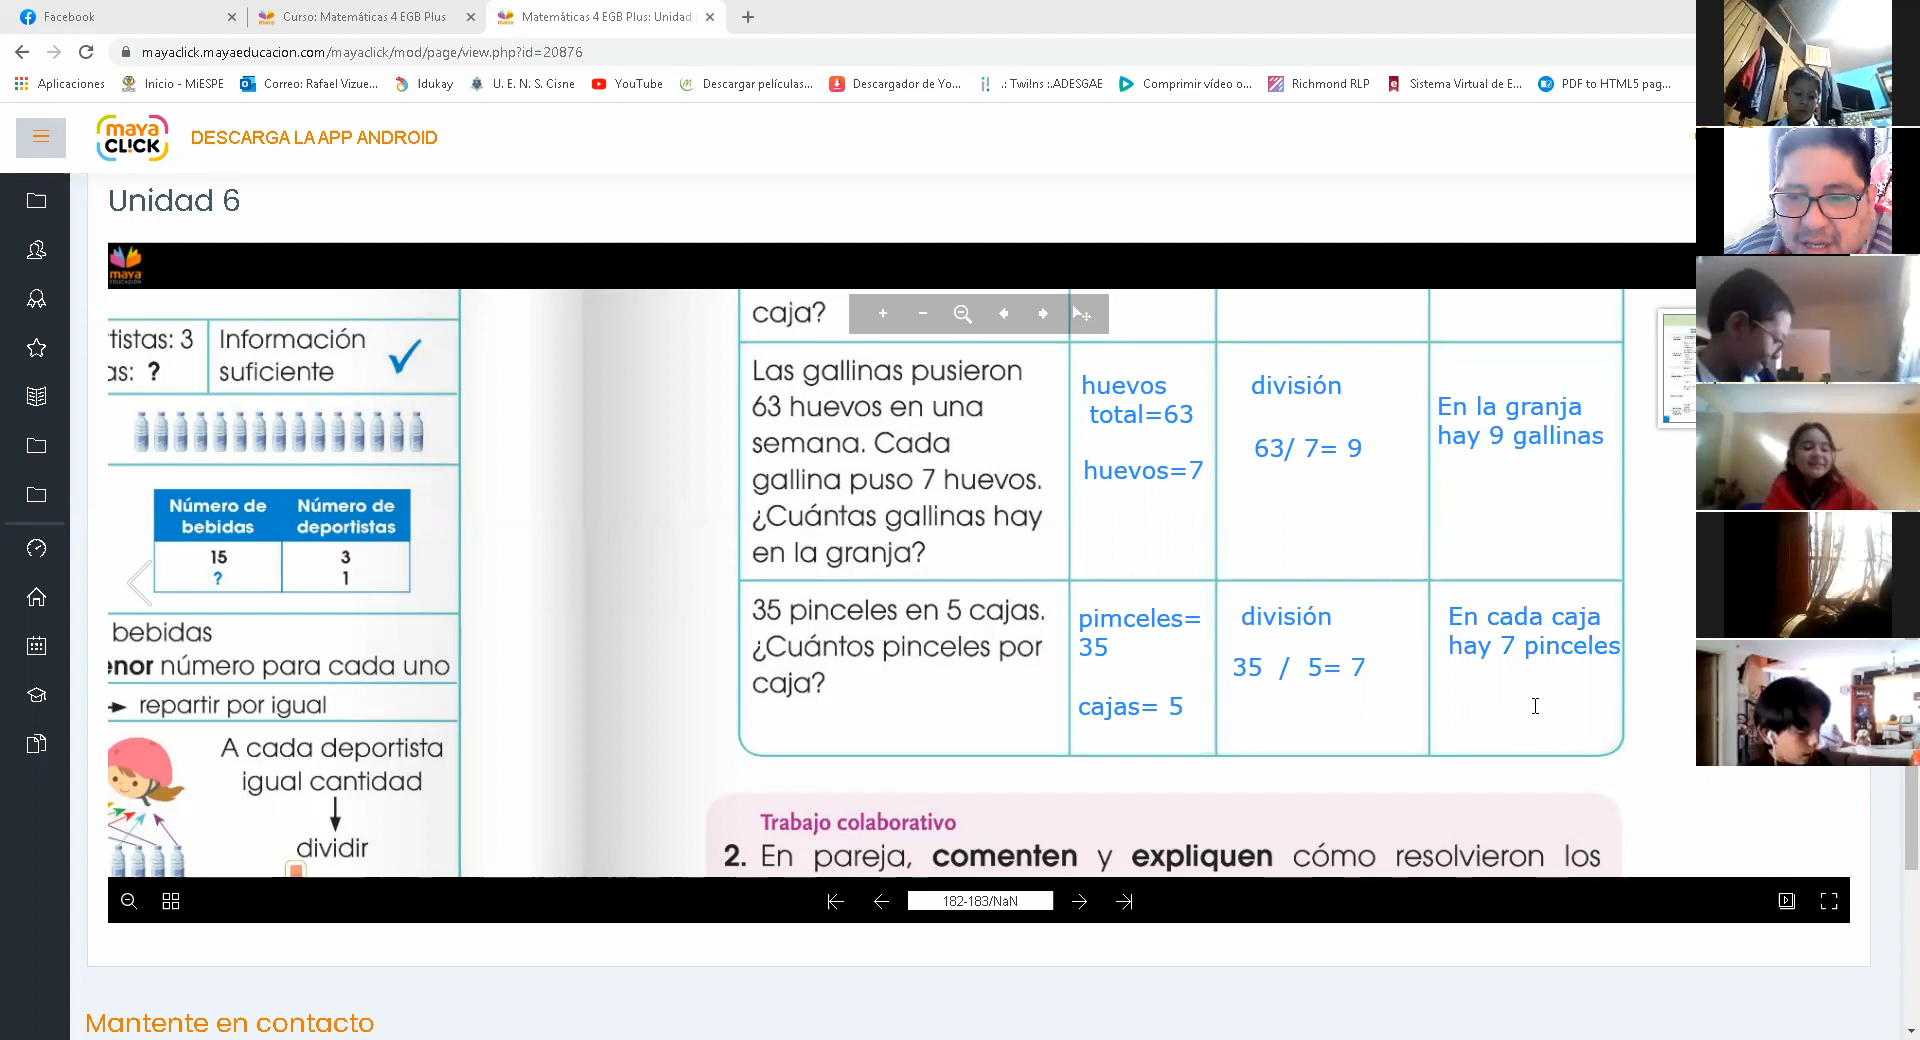 Facebook
Curso: Matemáticas 4 EGB Plus
Matemáticas 4 EGB Plus: Unidad
mayaclick.mayaeducacion.com/mayaclick/mod/page/view.php?id=20876
Aplicaciones
Inicio - MiESPE
Correo: Rafael Vizue...
Idukay
U. E. N. S. Cisne
YouTube
Descargar películas...
Descargador de Yo...
.: Twi!ns :.ADESGAE
Comprimir vídeo o...
Richmond RLP
Sistema Virtual de E...
PDF to HTML5 pag...
maya
CLICK
DESCARGA LA APP ANDROID
Unidad 6
maya
EDUCACIÓN
tistas: 3
as: ?
Información
suficiente
Número de
bebidas
Número de
deportistas
15
3
?
1
bebidas
enor número para cada uno
repartir por igual
A cada deportista
igual cantidad
dividir
caja?
Las gallinas pusieron
63 huevos en una
semana. Cada
gallina puso 7 huevos.
¿Cuántas gallinas hay
en la granja?
huevos
total=63
huevos=7
división
63/ 7= 9
En la granja
hay 9 gallinas
35 pinceles en 5 cajas.
¿Cuántos pinceles por
caja?
pimceles=
35
cajas= 5
división
35 / 5= 7
En cada caja
hay 7 pinceles
Trabajo colaborativo
2. En pareja, comenten y expliquen cómo resolvieron los
182-183/NaN
Mantente en contacto